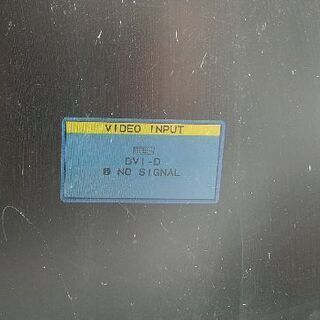 VIDEO INPUT
DVI-D
NO SIGNAL